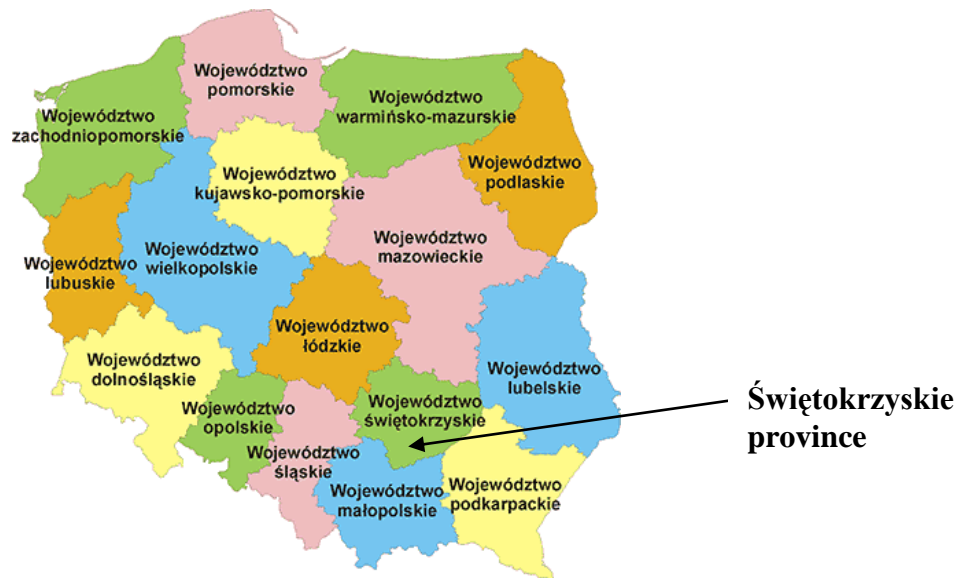 Województwo
pomorskie
Województwo
warmińsko-mazurskie
Województwo
zachodniopomorskie
Województwo
podlaskie
Województwo
kujawsko-pomorskie
Województwo
mazowieckie
Województwo
wielkopolskie
Województwo
lubuskie
Województwo
łódzkie
Województwo
dolnośląskie
Województwo
lubelskie
Województwo
opolskie
Województwo
świętokrzyskie
Świętokrzyskie
province
Województwo
śląskie
Województwo
małopolskie
Województwo
podkarpackie